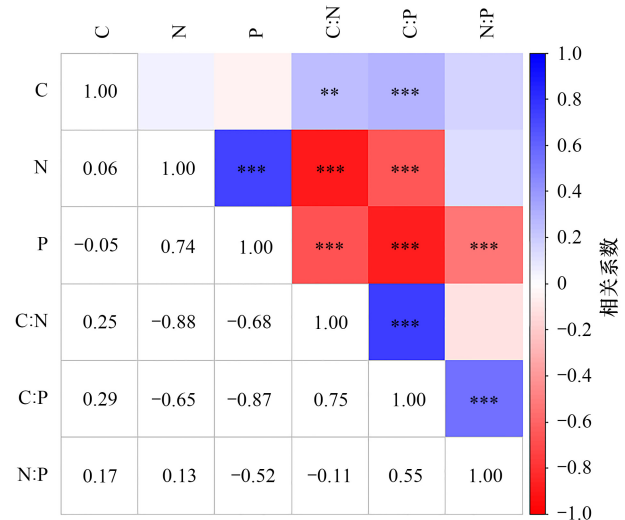 C N P C:N C:P N:P
C 1.00 ** ***
N 0.06 1.00 *** *** ***
P −0.05 0.74 1.00 *** *** ***
C:N 0.25 −0.88 −0.68 1.00 ***
C:P 0.29 −0.65 −0.87 0.75 1.00 ***
N:P 0.17 0.13 −0.52 −0.11 0.55 1.00
1.0
0.8
0.6
0.4
0.2
0
−0.2
−0.4
−0.6
−0.8
−1.0
相关系数